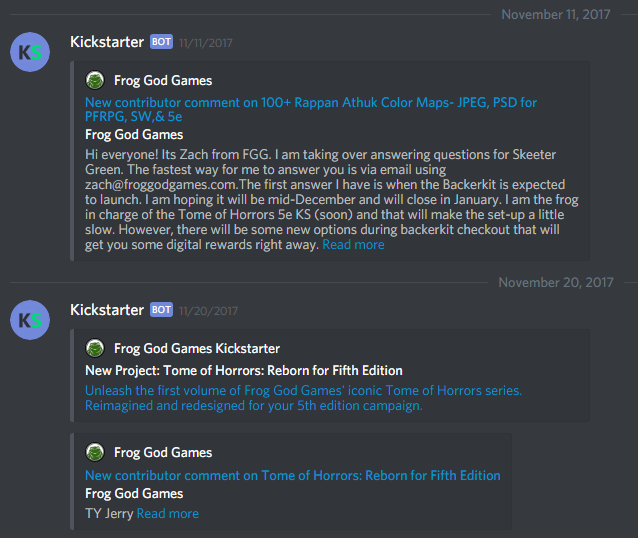 November 11, 2017
KS
Kickstarter BOT 11/11/2017
Frog God Games
New contributor comment on 100+ Rappan Athuk Color Maps- JPEG, PSD for
PFRPG, SW,& 5e
Frog God Games
Hi everyone! Its Zach from FGG. I am taking over answering questions for Skeeter
Green. The fastest way for me to answer you is via email using
zach@froggodgames.com.The first answer I have is when the Backerkit is expected
to launch. I am hoping it will be mid-December and will close in January. I am the frog
in charge of the Tome of Horrors 5e KS (soon) and that will make the set-up a little
slow. However, there will be some new options during backerkit checkout that will
get you some digital rewards right away. Read more
November 20, 2017
KS
Kickstarter BOT 11/20/2017
Frog God Games Kickstarter
New Project: Tome of Horrors: Reborn for Fifth Edition
Unleash the first volume of Frog God Games' iconic Tome of Horrors series.
Reimagined and redesigned for your 5th edition campaign.
Frog God Games
New contributor comment on Tome of Horrors: Reborn for Fifth Edition
Frog God Games
TY Jerry Read more